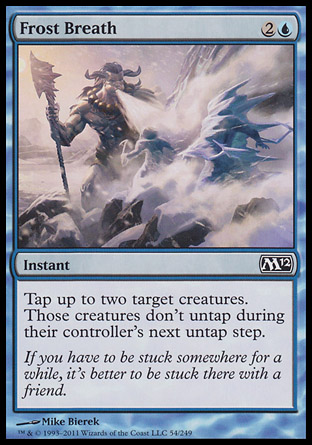 Frost Breath 2
Instant M12
Tap up to two target creatures.
Those creatures don't untap during
their controller's next untap step.
If you have to be stuck somewhere for a
while, it's better to be stuck there with a
friend.
Mike Bierek
™ & © 1993–2011 Wizards of the Coast LLC 54/249